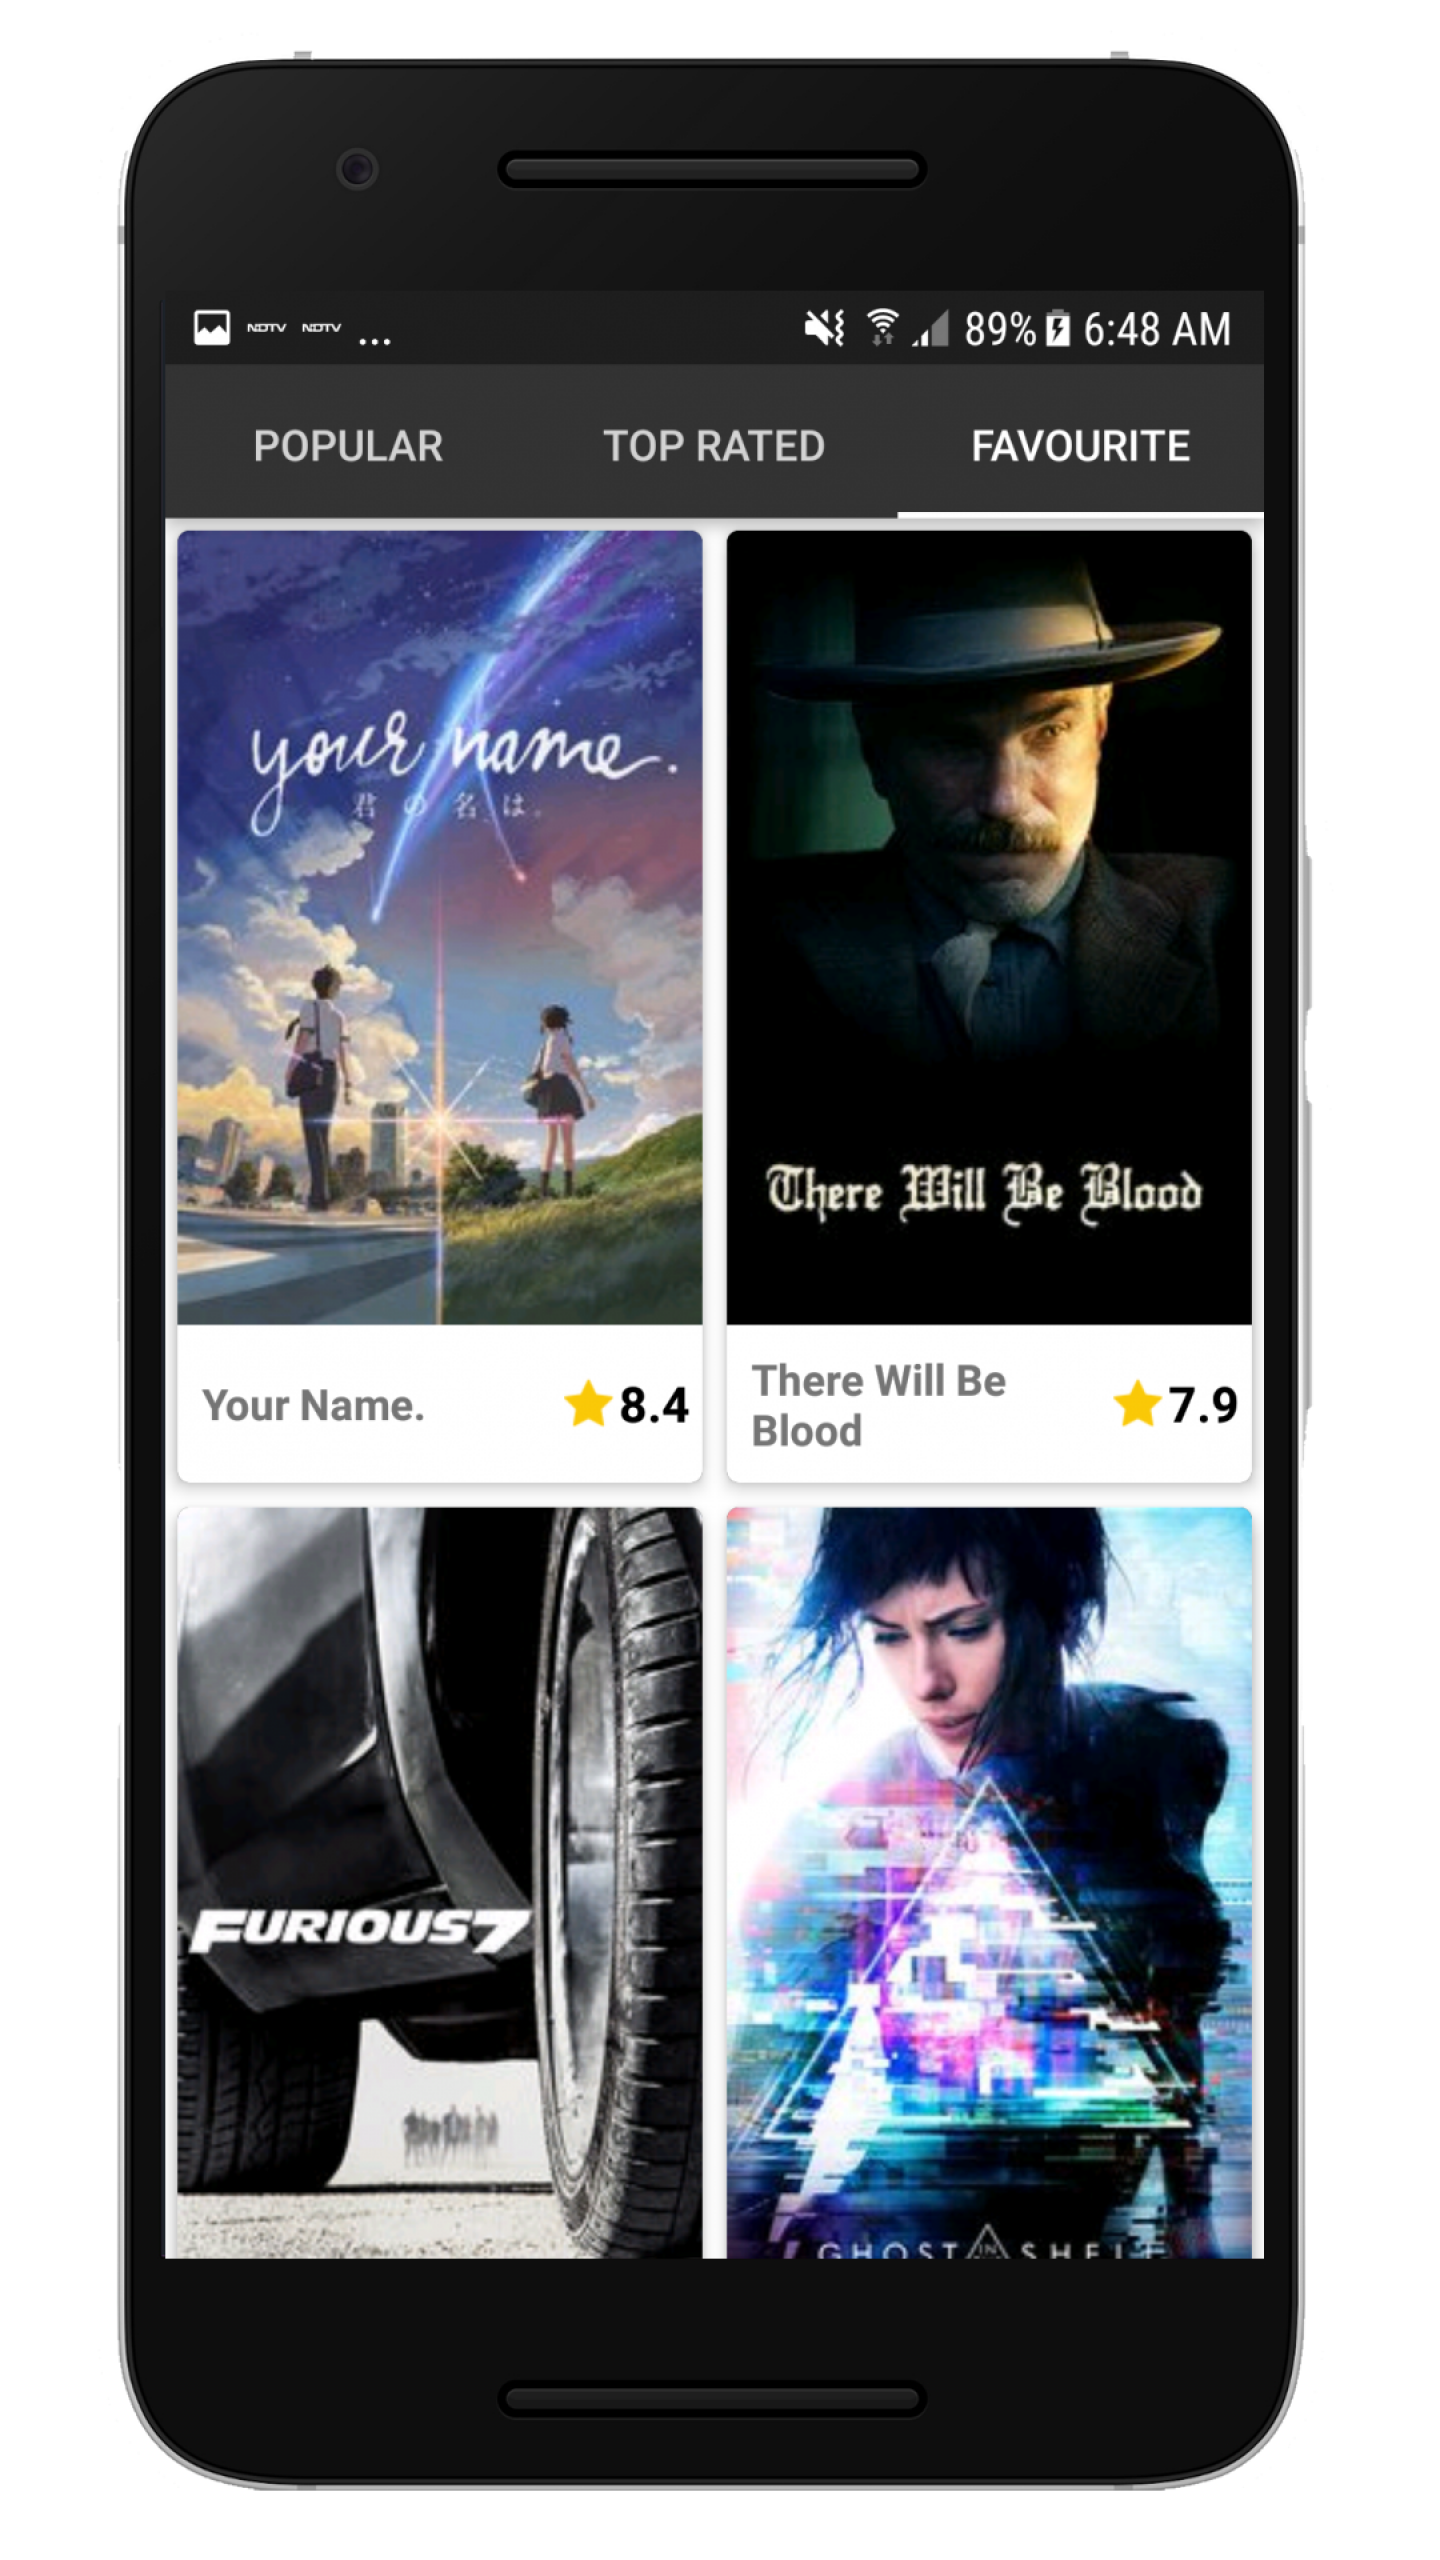 NDTV NDTV ... 89% 6:48 AM
POPULAR TOP RATED FAVOURITE
your name.
君の名は。
There Will Be Blood
Your Name. 8.4
There Will Be
Blood
7.9
FURIOUS7
GHOST IN SHELL